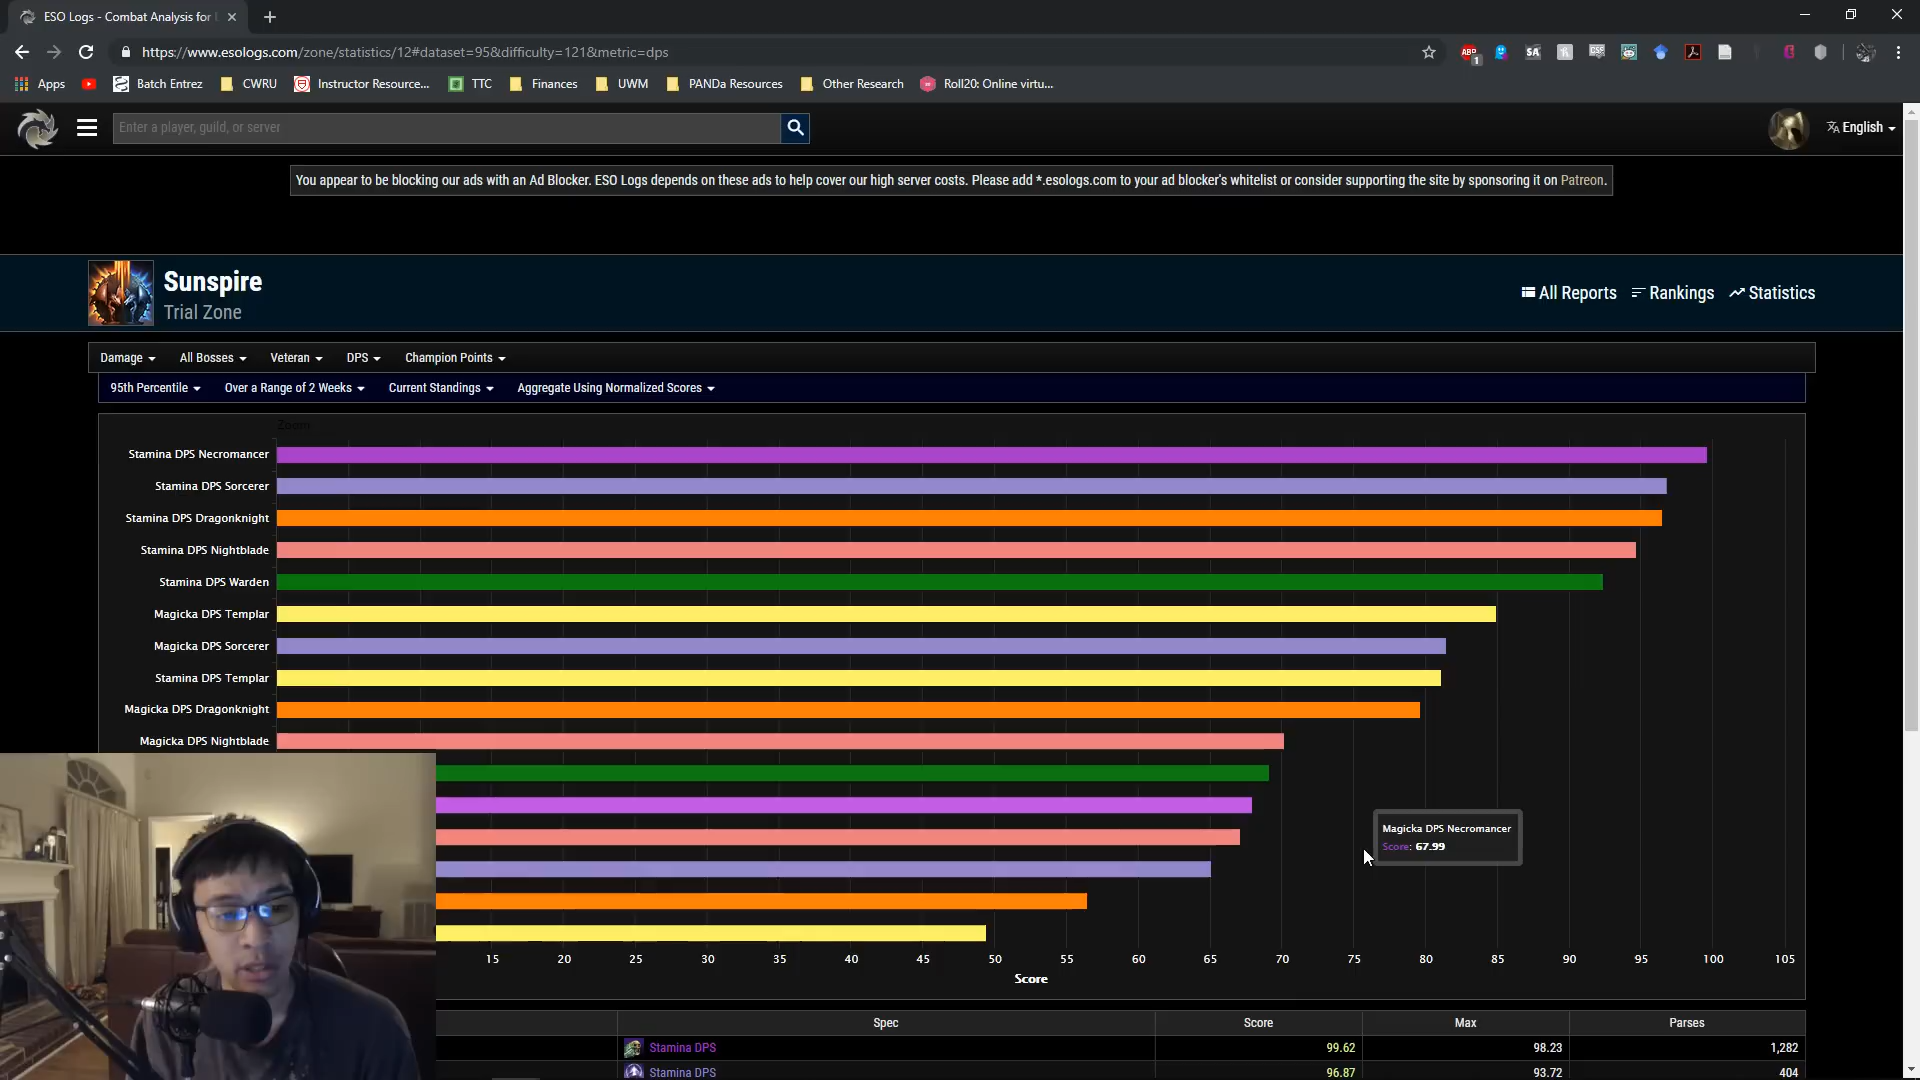 ESO Logs - Combat Analysis for
https://www.esologs.com/zone/statistics/12#dataset=95&difficulty=121&metric=dps
Apps Batch Entrez CWRU Instructor Resource... TTC Finances UWM PANDa Resources Other Research Roll20: Online virtu...
Enter a player, guild, or server
English
You appear to be blocking our ads with an Ad Blocker. ESO Logs depends on these ads to help cover our high server costs. Please add *.esologs.com to your ad blocker's whitelist or consider supporting the site by sponsoring it on Patreon.
Sunspire
Trial Zone
All Reports Rankings Statistics
Damage All Bosses Veteran DPS Champion Points
95th Percentile Over a Range of 2 Weeks Current Standings Aggregate Using Normalized Scores
Zoom
Stamina DPS Necromancer
Stamina DPS Sorcerer
Stamina DPS Dragonknight
Stamina DPS Nightblade
Stamina DPS Warden
Magicka DPS Templar
Magicka DPS Sorcerer
Stamina DPS Templar
Magicka DPS Dragonknight
Magicka DPS Nightblade
Magicka DPS Necromancer
Score: 67.99
15 20 25 30 35 40 45 50 55 60 65 70 75 80 85 90 95 100 105
Score
Spec Score Max Parses
Stamina DPS 99.62 98.23 1,282
Stamina DPS 96.87 93.72 404